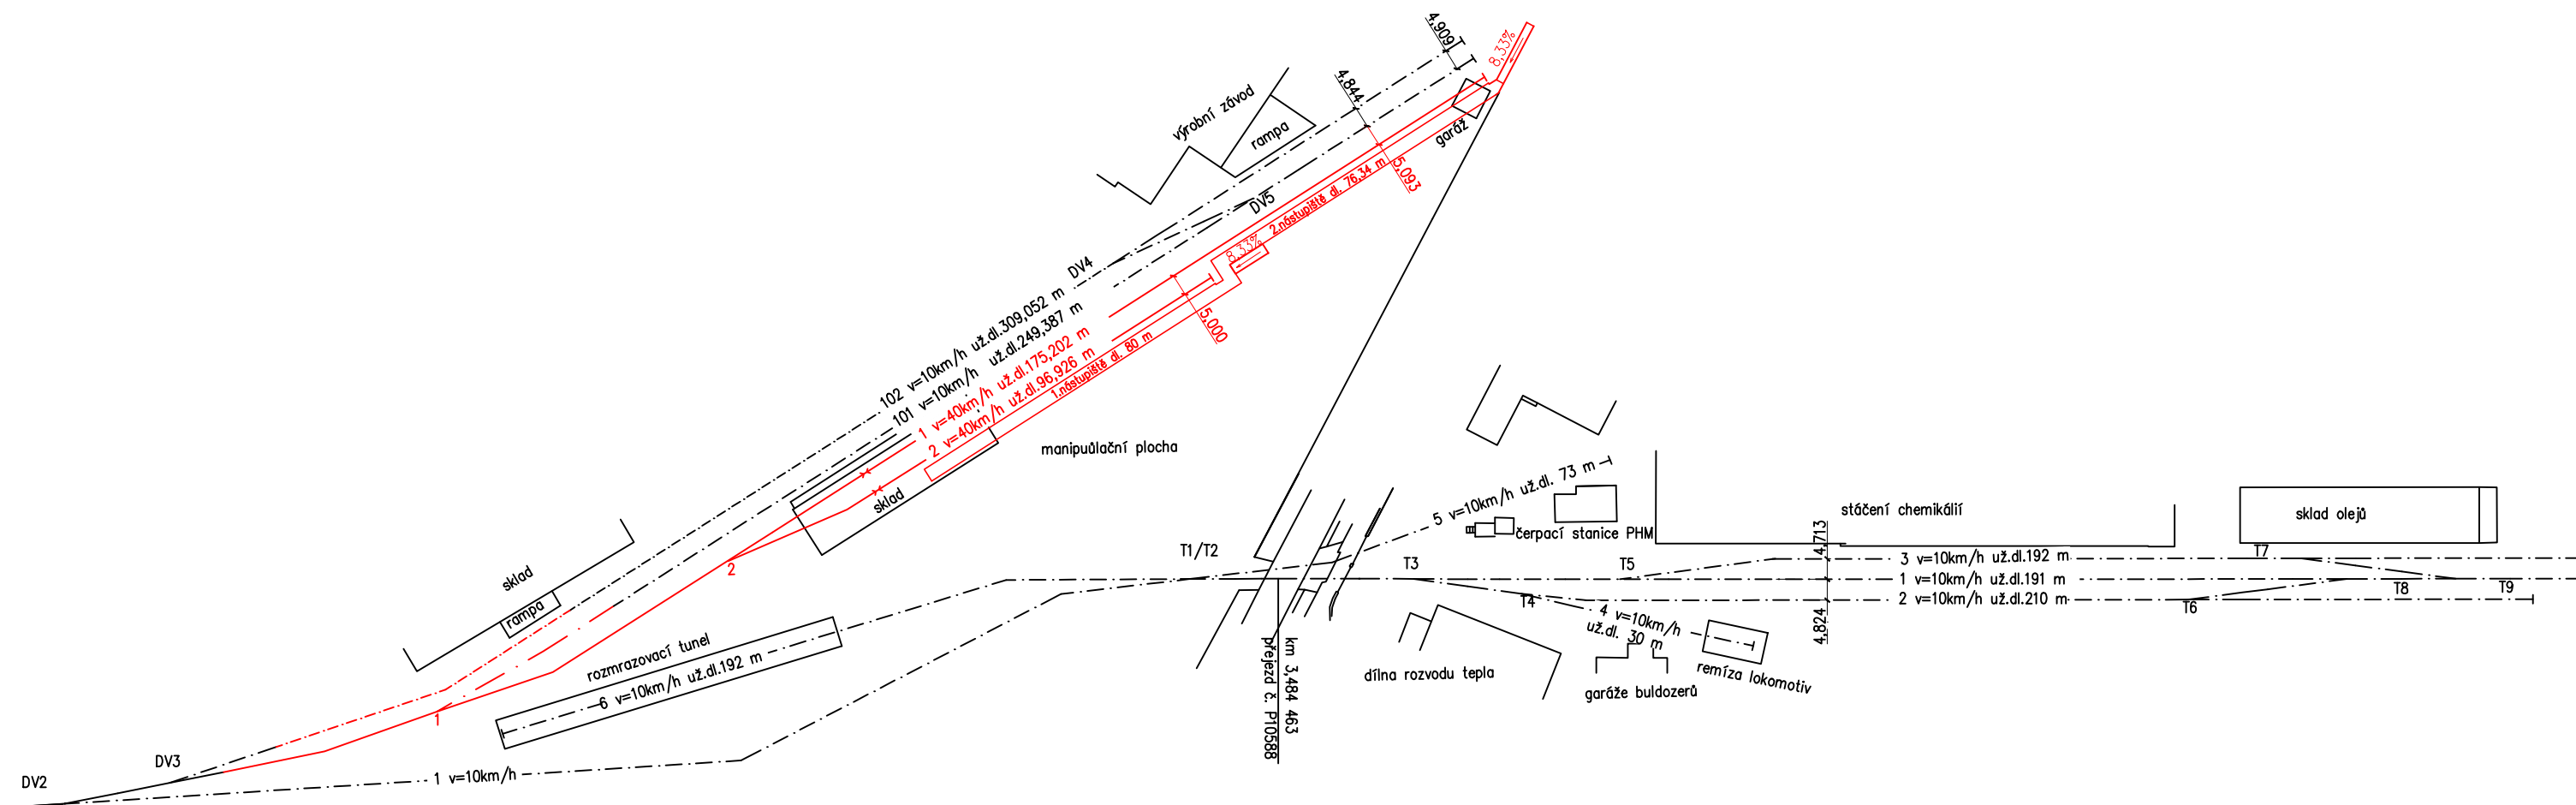 4,909
8,33%
4,844
výrobní závod
rampa
garáž
5,093
DV5
2.nástupiště dl. 76,34 m
8,33%
DV4
5,000
102 v=10km/h už.dl.309,052 m
101 v=10km/h už.dl.249,387 m
1 v=40km/h už.dl.175,202 m
2 v=40km/h už.dl.96,926 m
1.nástupiště dl. 80 m
manipuůlační plocha
sklad
2
sklad
rampa
5 v=10km/h už.dl. 73 m
čerpací stanice PHM
stáčení chemikálií
sklad olejů
T1/T2
T3
T5
T4
4,713
3 v=10km/h už.dl.192 m
1 v=10km/h už.dl.191 m
2 v=10km/h už.dl.210 m
4,824
T7
T6
T8
T9
4 v=10km/h
už.dl. 30 m
remíza lokomotiv
garáže buldozerů
dílna rozvodu tepla
km 3,484 463
přejezd č. P10588
rozmrazovací tunel
6 v=10km/h už.dl.192 m
1
DV3
DV2
1 v=10km/h